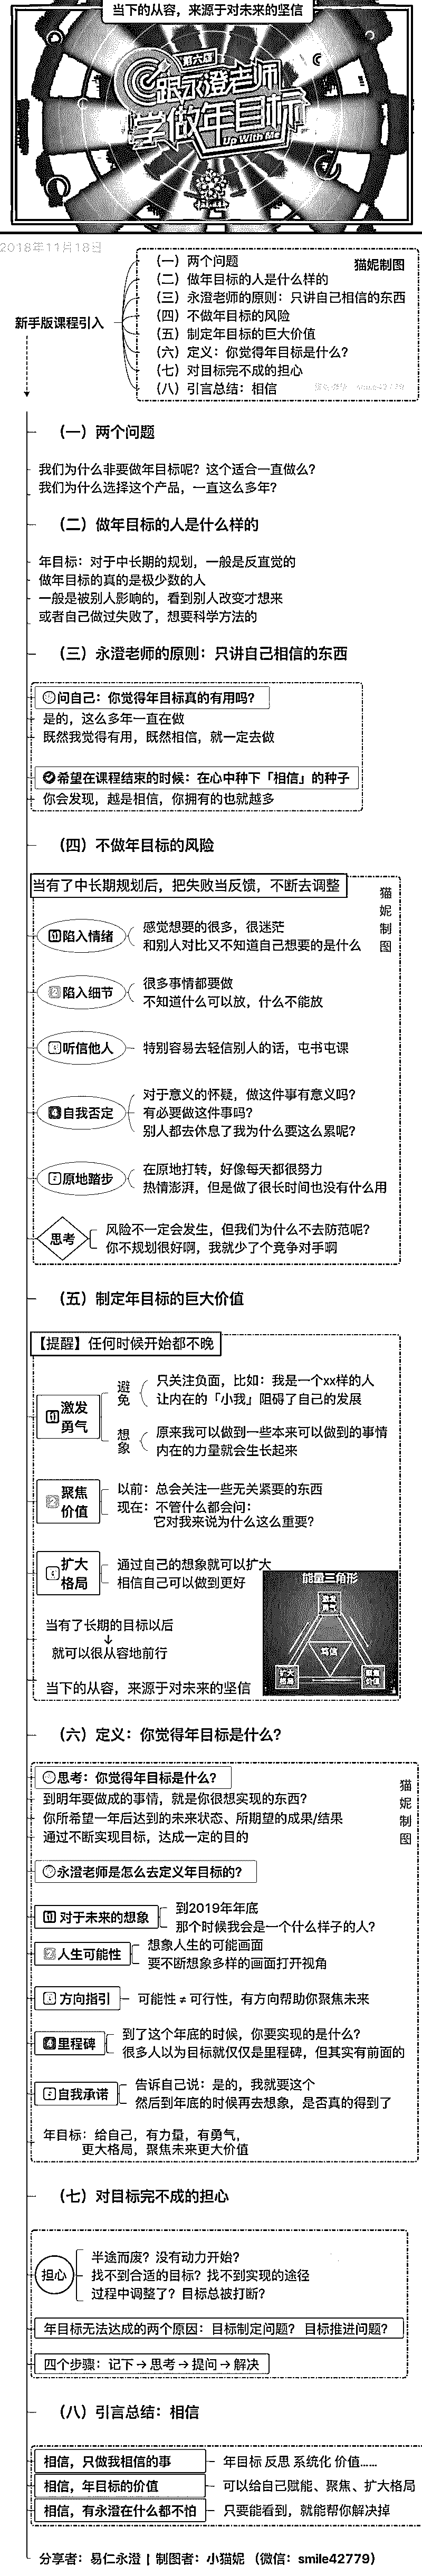 当下的从容，来源于对未来的坚信
第六届
跟永澄老师
学做年目标
Up With Me
2018年11月18日
新手版课程引入
猫妮制图
（一）两个问题
（二）做年目标的人是什么样的
（三）永澄老师的原则：只讲自己相信的东西
（四）不做年目标的风险
（五）制定年目标的巨大价值
（六）定义：你觉得年目标是什么？
（七）对目标完不成的担心
（八）引言总结：相信
（一）两个问题
我们为什么非要做年目标呢？这个适合一直做么？
我们为什么选择这个产品，一直这么多年？
（二）做年目标的人是什么样的
年目标：对于中长期的规划，一般是反直觉的
做年目标的真的是极少数的人
一般是被别人影响的，看到别人改变才想来
或者自己做过失败了，想要科学方法的
（三）永澄老师的原则：只讲自己相信的东西
问自己：你觉得年目标真的有用吗？
是的，这么多年一直在做
既然我觉得有用，既然相信，就一定去做
希望在课程结束的时候：在心中种下「相信」的种子
你会发现，越是相信，你拥有的也就越多
（四）不做年目标的风险
当有了中长期规划后，把失败当反馈，不断去调整
猫妮制图
1陷入情绪
感觉想要的很多，很迷茫
和别人对比又不知道自己想要的是什么
2陷入细节
很多事情都要做
不知道什么可以放，什么不能放
听信他人
特别容易去轻信别人的话，屯书屯课
4自我否定
对于意义的怀疑，做这件事有意义吗？
有必要做这件事吗？
别人都去休息了我为什么要这么累呢？
原地踏步
在原地打转，好像每天都很努力
热情澎湃，但是做了很长时间也没有什么用
思考
风险不一定会发生，但我们为什么不去防范呢？
你不规划很好啊，我就少了个竞争对手啊
（五）制定年目标的巨大价值
【提醒】任何时候开始都不晚
1激发勇气
避免
只关注负面，比如：我是一个xx样的人
让内在的「小我」阻碍了自己的发展
想象
原来我可以做到一些本来可以做到的事情
内在的力量就会生长起来
2聚焦价值
以前：总会关注一些无关紧要的东西
现在：不管什么都会问：
它对我来说为什么这么重要？
扩大格局
通过自己的想象就可以扩大
相信自己可以做到更好
能量三角形
激发勇气
笃信
扩大格局
聚焦价值
当有了长期的目标以后
↓
就可以很从容地前行
当下的从容，来源于对未来的坚信
（六）定义：你觉得年目标是什么？
猫妮制图
思考：你觉得年目标是什么？
到明年要做成的事情，就是你很想实现的东西？
你所希望一年后达到的未来状态、所期望的成果/结果
通过不断实现目标，达成一定的目的
永澄老师是怎么去定义年目标的？
1 对于未来的想象
到2019年年底
那个时候我会是一个什么样子的人？
2人生可能性
想象人生的可能画面
要不断想象多样的画面打开视角
方向指引
可能性 ≠ 可行性，有方向帮助你聚焦未来
4里程碑
到了这个年底的时候，你要实现的是什么？
很多人以为目标就仅仅是里程碑，但其实有前面的
自我承诺
告诉自己说：是的，我就要这个
然后到年底的时候再去想象，是否真的得到了
年目标：给自己，有力量，有勇气，
更大格局，聚焦未来更大价值
（七）对目标完不成的担心
担心
半途而废？没有动力开始？
找不到合适的目标？找不到实现的途径
过程中调整了？目标总被打断？
年目标无法达成的两个原因：目标制定问题？ 目标推进问题？
四个步骤：记下 → 思考 → 提问 → 解决
（八）引言总结：相信
相信，只做我相信的事
年目标 反思 系统化 价值……
相信，年目标的价值
可以给自己赋能、聚焦、扩大格局
相信，有永澄在什么都不怕
只要能看到，就能帮你解决掉
分享者：易仁永澄 | 制图者：小猫妮 （微信：smile42779）